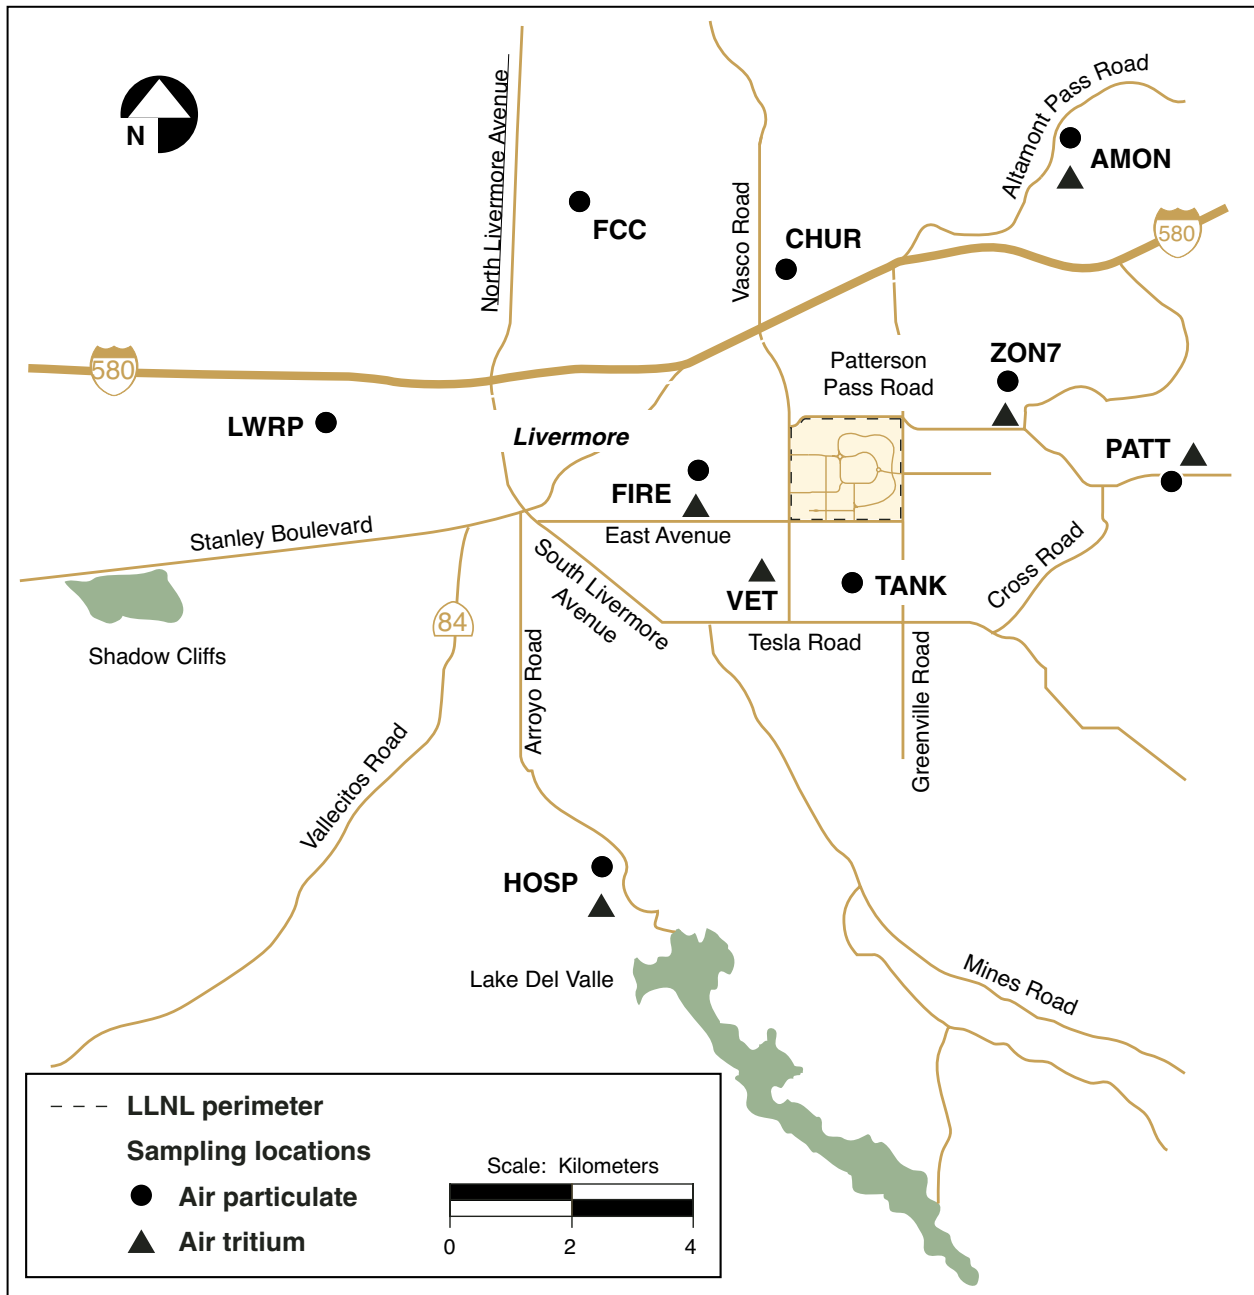 N
North Livermore Avenue
FCC
Vasco Road
CHUR
Altamont Pass Road
AMON
580
580
Patterson
Pass Road
ZON7
LWRP
Livermore
FIRE
PATT
Stanley Boulevard
East Avenue
South Livermore
Avenue
VET
TANK
Cross Road
84
Shadow Cliffs
Arroyo Road
Tesla Road
Greenville Road
Vallecitos Road
HOSP
Lake Del Valle
Mines Road
LLNL perimeter
Sampling locations
Air particulate
Air tritium
Scale: Kilometers
0 2 4